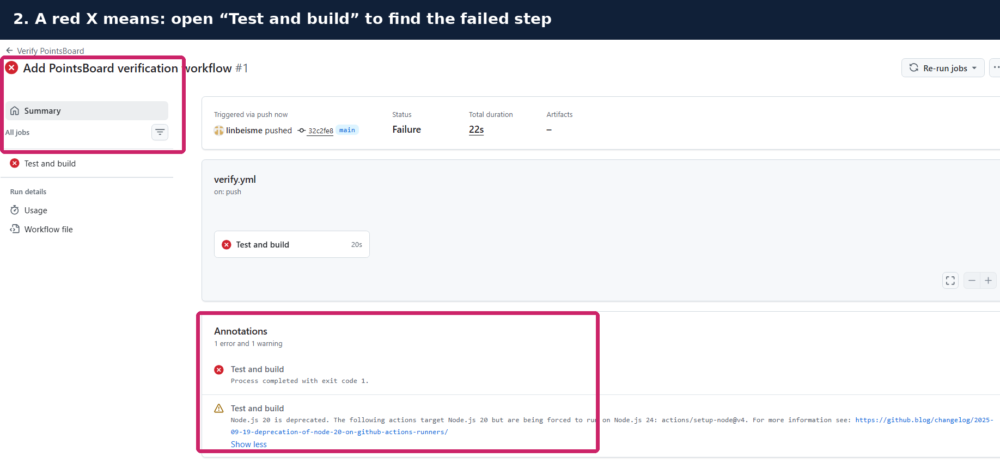 2. A red X means: open “Test and build” to find the failed step
Verify PointsBoard
Add PointsBoard verification workflow #1
Re-run jobs
Summary
All jobs
Test and build
Run details
Usage
Workflow file
Triggered via push now
linbeisme pushed 32c2fe8 main
Status
Failure
Total duration
22s
Artifacts
–
verify.yml
on: push
Test and build 20s
Annotations
1 error and 1 warning
Test and build
Process completed with exit code 1.
Test and build
Node.js 20 is deprecated. The following actions target Node.js 20 but are being forced to run on Node.js 24: actions/setup-node@v4. For more information see: https://github.blog/changelog/2025-
09-19-deprecation-of-node-20-on-github-actions-runners/
Show less